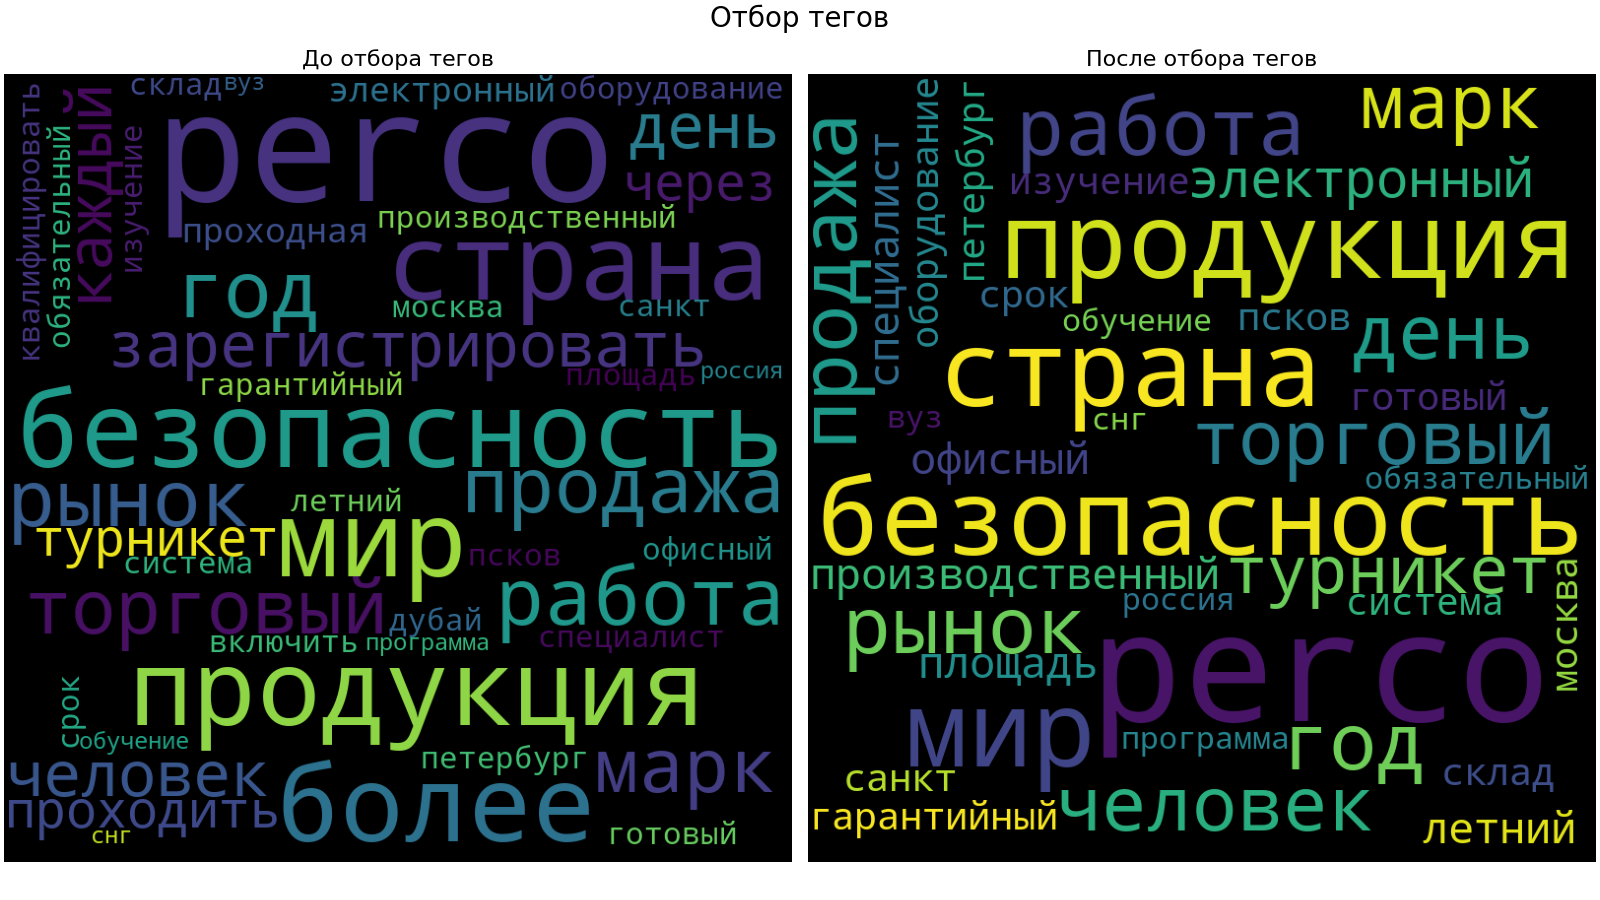 Отбор тегов
До отбора тегов
склад
вуз
электронный
оборудование
квалифицировать
обязательный
каждый
изучение
perco
день
через
проходная
производственный
страна
год
москва
санкт
зарегистрировать
гарантийный
площадь
россия
безопасность
рынок
летний
продажа
турникет
мир
система
псков
офисный
торговый
дубай
работа
включить
программа
специалист
продукция
срок
обучение
петербург
человек
марк
проходить
более
снг
готовый
После отбора тегов
продажа
специалист
оборудование
петербург
работа
марк
изучение
электронный
продукция
срок
обучение
псков
день
страна
готовый
вуз
снг
торговый
офисный
обязательный
безопасность
производственный
турникет
россия
система
москва
рынок
площадь
perco
мир
программа
год
санкт
склад
гарантийный
человек
летний